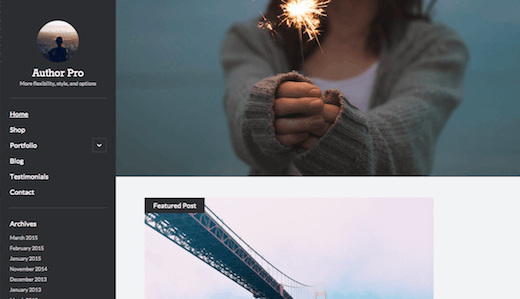 Author Pro
More flexibility, style, and options
Home
Shop
Portfolio
Blog
Testimonials
Contact
Archives
March 2015
February 2015
January 2015
November 2014
December 2013
January 2013
Featured Post